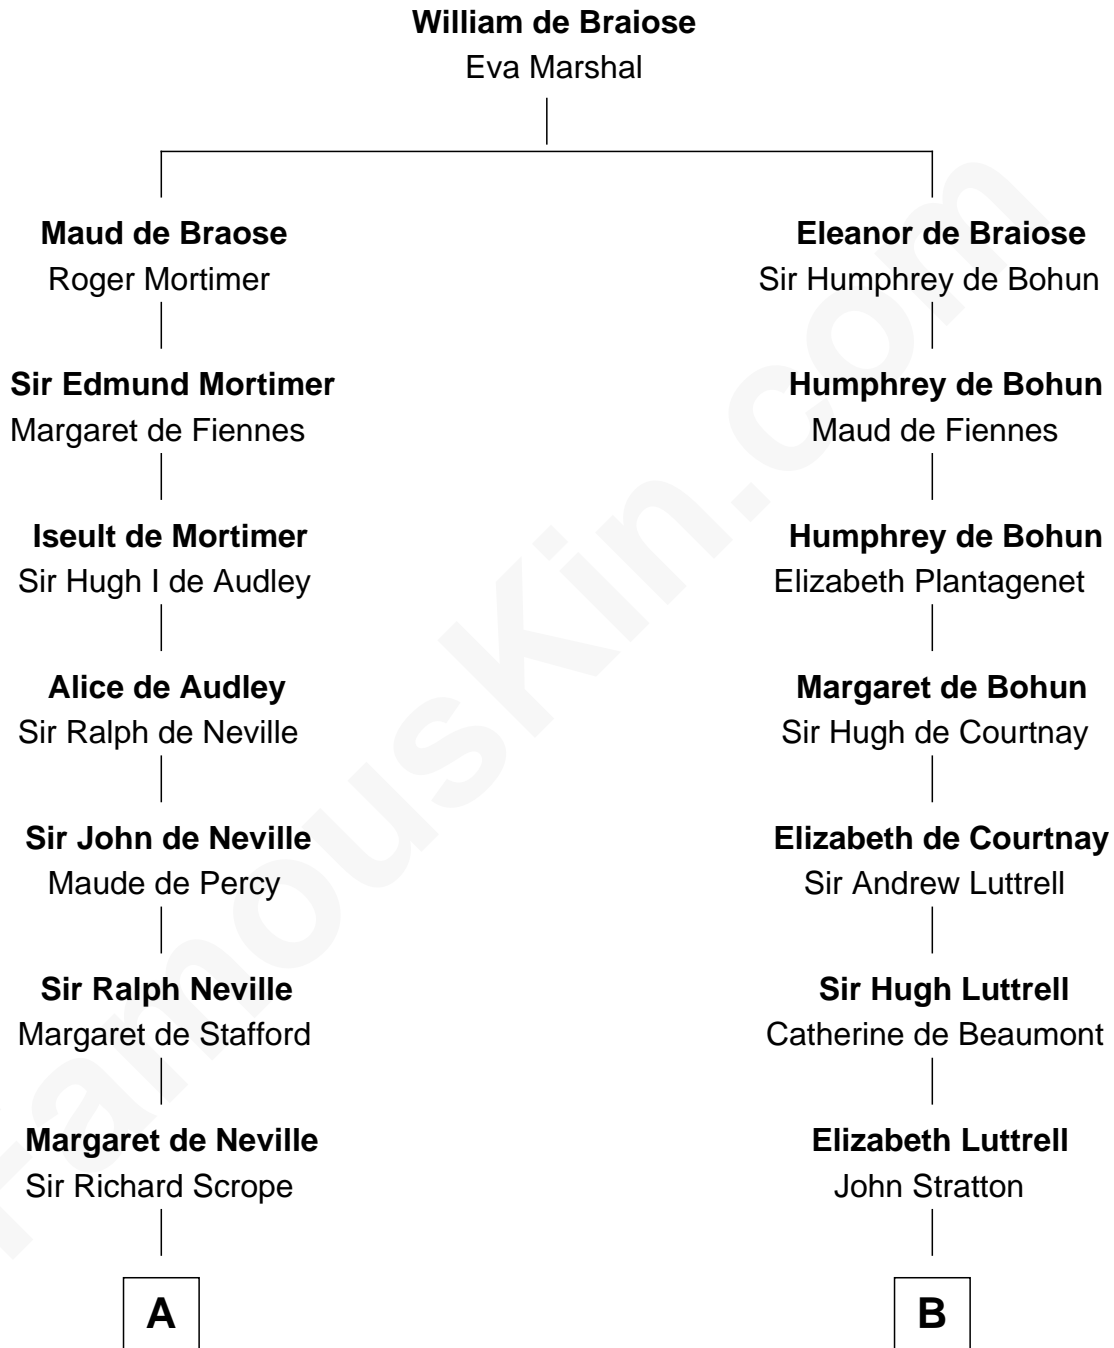 William de Braiose
Eva Marshal
Maud de Braose
Roger Mortimer
Eleanor de Braiose
Sir Humphrey de Bohun
Sir Edmund Mortimer
Margaret de Fiennes
Humphrey de Bohun
Maud de Fiennes
Iseult de Mortimer
Sir Hugh I de Audley
Humphrey de Bohun
Elizabeth Plantagenet
Alice de Audley
Sir Ralph de Neville
Margaret de Bohun
Sir Hugh de Courtnay
Sir John de Neville
Maude de Percy
Elizabeth de Courtnay
Sir Andrew Luttrell
Sir Ralph Neville
Margaret de Stafford
Sir Hugh Luttrell
Catherine de Beaumont
Margaret de Neville
Sir Richard Scrope
Elizabeth Luttrell
John Stratton
A
B
FamousKin.com